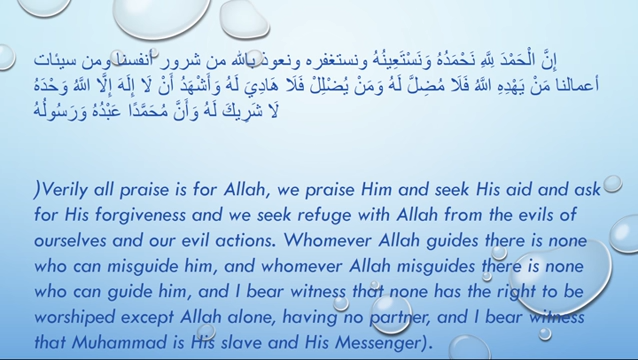 إِنَّ الْحَمْدَ لِلَّهِ نَحْمَدُهُ وَنَسْتَعِينُهُ ونستغفره ونعوذ بالله من شرور أنفسنا ومن سيئات
أعمالنا مَنْ يَهْدِهِ اللَّهُ فَلَا مُضِلَّ لَهُ وَمَنْ يُضْلِلْ فَلَا هَادِيَ لَهُ وَأَشْهَدُ أَنْ لَا إِلَهَ إِلَّا اللَّهُ وَحْدَهُ
لَا شَرِيكَ لَهُ وَأَنَّ مُحَمَّدًا عَبْدُهُ وَرَسُولُهُ
)Verily all praise is for Allah, we praise Him and seek His aid and ask
for His forgiveness and we seek refuge with Allah from the evils of
ourselves and our evil actions. Whomever Allah guides there is none
who can misguide him, and whomever Allah misguides there is none
who can guide him, and I bear witness that none has the right to be
worshiped except Allah alone, having no partner, and I bear witness
that Muhammad is His slave and His Messenger).